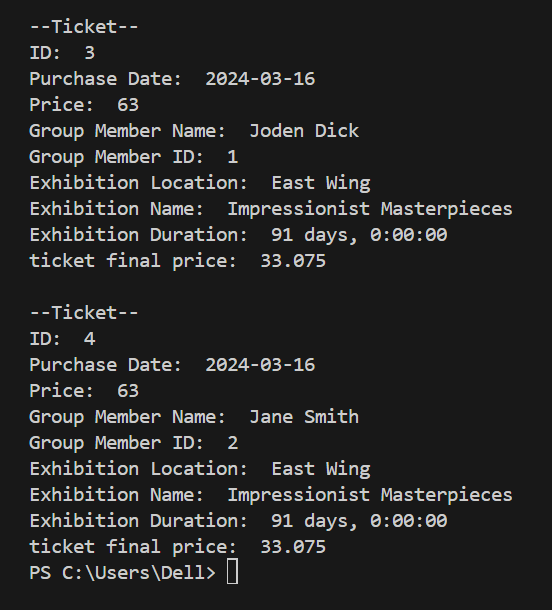 --Ticket--
ID:  3
Purchase Date:  2024-03-16
Price:  63
Group Member Name:  Joden Dick
Group Member ID:  1
Exhibition Location:  East Wing
Exhibition Name:  Impressionist Masterpieces
Exhibition Duration:  91 days, 0:00:00
ticket final price:  33.075

--Ticket--
ID:  4
Purchase Date:  2024-03-16
Price:  63
Group Member Name:  Jane Smith
Group Member ID:  2
Exhibition Location:  East Wing
Exhibition Name:  Impressionist Masterpieces
Exhibition Duration:  91 days, 0:00:00
ticket final price:  33.075
PS C:\Users\Dell>